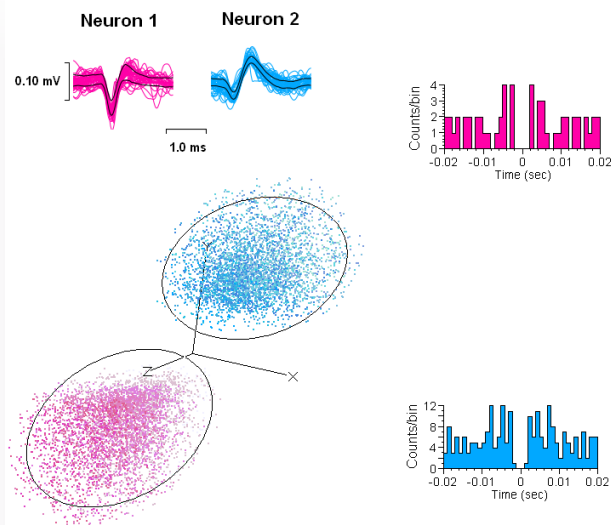 Neuron 1
Neuron 2
0.10 mV
1.0 ms
Counts/bin
4
3
2
1
0
-0.02 -0.01 0 0.01 0.02
Time (sec)
Y
Z
X
Counts/bin
12
8
4
0
-0.02 -0.01 0 0.01 0.02
Time (sec)